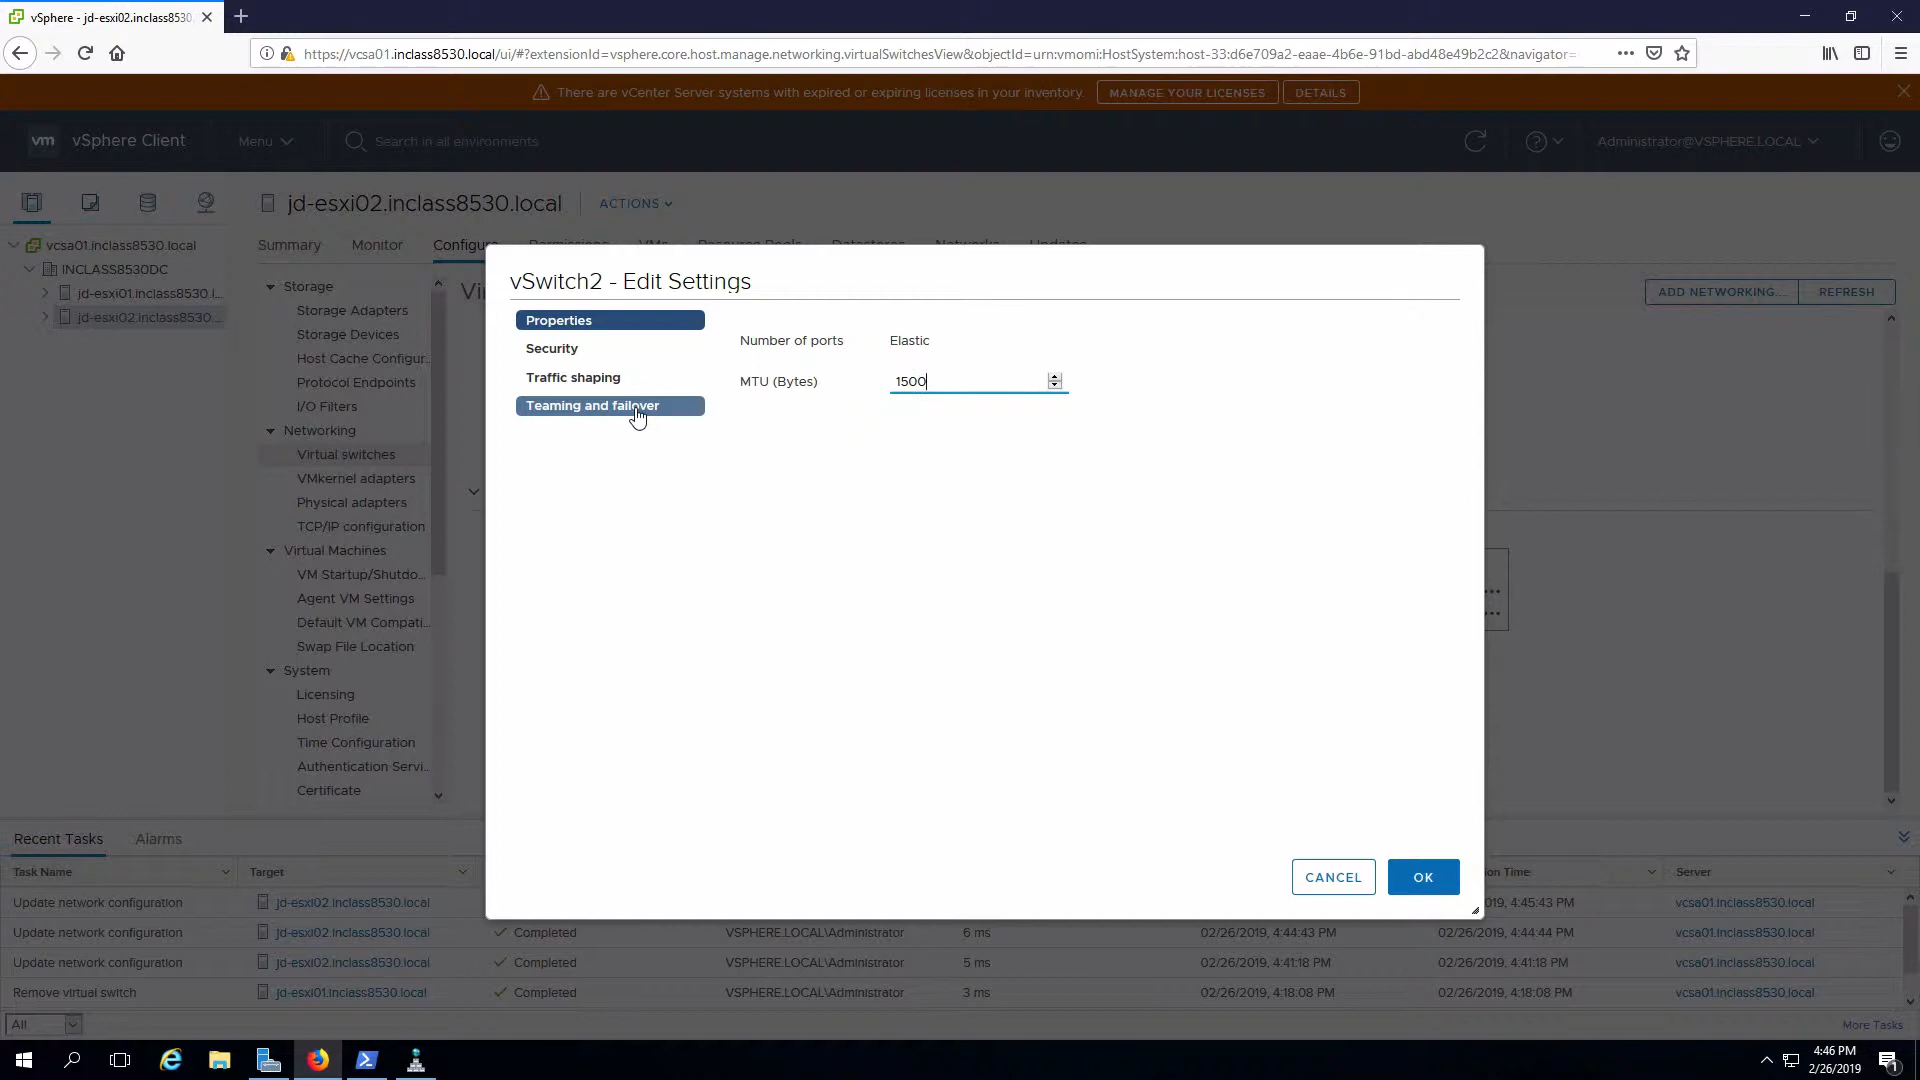 vSphere - jd-esxi02.inclass8530.
https://vcsa01.inclass8530.local/ui/#?extensionId=vsphere.core.host.manage.networking.virtualSwitchesView&objectId=urn:vmomi:HostSystem:host-33:d6e709a2-eaae-4b6e-91bd-abd48e49b2c2&navigator=
There are vCenter Server systems with expired or expiring licenses in your inventory. MANAGE YOUR LICENSES DETAILS
vm vSphere Client Menu Search in all environments Administrator@VSPHERE.LOCAL
jd-esxi02.inclass8530.local ACTIONS
Summary Monitor Configure Permissions VMs Resource Pools Datastores Networks Updates
vcsa01.inclass8530.local
INCLASS8530DC
jd-esxi01.inclass8530.l...
jd-esxi02.inclass8530....
Storage
Storage Adapters
Storage Devices
Host Cache Configur..
Protocol Endpoints
I/O Filters
Networking
Virtual switches
VMkernel adapters
Physical adapters
TCP/IP configuration
Virtual Machines
VM Startup/Shutdo...
Agent VM Settings
Default VM Compati..
Swap File Location
System
Licensing
Host Profile
Time Configuration
Authentication Servi..
Certificate
Vi
ADD NETWORKING... REFRESH
vSwitch2 - Edit Settings
Properties
Security
Traffic shaping
Teaming and failover
Number of ports Elastic
MTU (Bytes) 1500
CANCEL OK
Recent Tasks Alarms
Task Name Target on Time Server
Update network configuration jd-esxi02.inclass8530.local 019, 4:45:43 PM vcsa01.inclass8530.local
Update network configuration jd-esxi02.inclass8530.local Completed VSPHERE.LOCAL\Administrator 6 ms 02/26/2019, 4:44:43 PM 02/26/2019, 4:44:44 PM vcsa01.inclass8530.local
Update network configuration jd-esxi02.inclass8530.local Completed VSPHERE.LOCAL\Administrator 5 ms 02/26/2019, 4:41:18 PM 02/26/2019, 4:41:18 PM vcsa01.inclass8530.local
Remove virtual switch jd-esxi01.inclass8530.local Completed VSPHERE.LOCAL\Administrator 3 ms 02/26/2019, 4:18:08 PM 02/26/2019, 4:18:08 PM vcsa01.inclass8530.local
All More Tasks
4:46 PM
2/26/2019
1